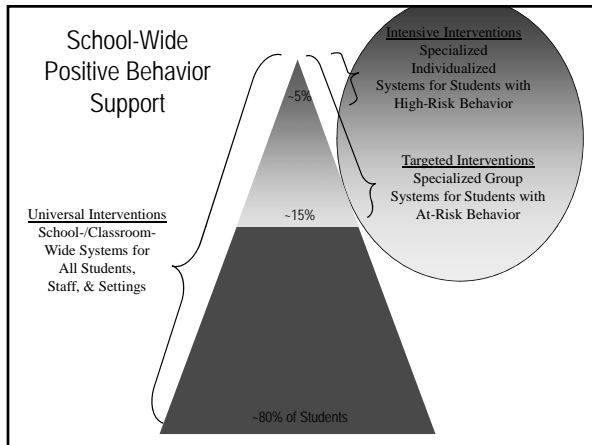 School-Wide
Positive Behavior
Support
Intensive Interventions
Specialized
Individualized
Systems for Students with
High-Risk Behavior
~5%
Targeted Interventions
Specialized Group
Systems for Students with
At-Risk Behavior
~15%
Universal Interventions
School-/Classroom-
Wide Systems for
All Students,
Staff, & Settings
~80% of Students